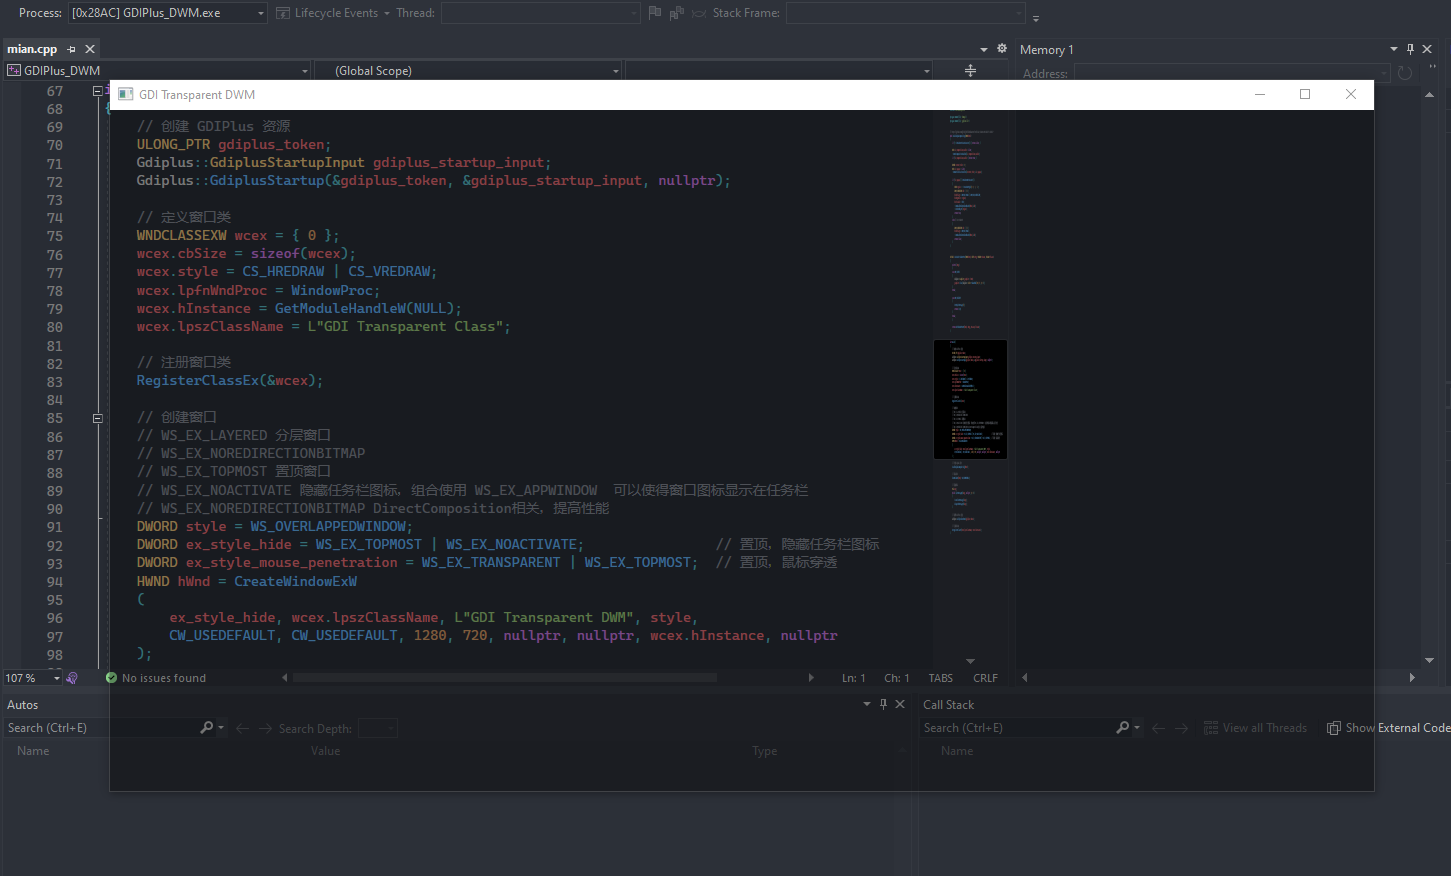 Process: [0x28AC] GDIPlus_DWM.exe Lifecycle Events Thread: Stack Frame:
mian.cpp
Memory 1
GDIPlus_DWM (Global Scope)
Address:
GDI Transparent DWM
67
68
69 // 创建 GDIPlus 资源
70 ULONG_PTR gdiplus_token;
71 Gdiplus::GdiplusStartupInput gdiplus_startup_input;
72 Gdiplus::GdiplusStartup(&gdiplus_token, &gdiplus_startup_input, nullptr);
73
74 // 定义窗口类
75 WNDCLASSEXW wcex = { 0 };
76 wcex.cbSize = sizeof(wcex);
77 wcex.style = CS_HREDRAW | CS_VREDRAW;
78 wcex.lpfnWndProc = WindowProc;
79 wcex.hInstance = GetModuleHandleW(NULL);
80 wcex.lpszClassName = L"GDI Transparent Class";
81
82 // 注册窗口类
83 RegisterClassEx(&wcex);
84
85 // 创建窗口
86 // WS_EX_LAYERED 分层窗口
87 // WS_EX_NOREDIRECTIONBITMAP
88 // WS_EX_TOPMOST 置顶窗口
89 // WS_EX_NOACTIVATE 隐藏任务栏图标，组合使用 WS_EX_APPWINDOW 可以使得窗口图标显示在任务栏
90 // WS_EX_NOREDIRECTIONBITMAP DirectComposition相关，提高性能
91 DWORD style = WS_OVERLAPPEDWINDOW;
92 DWORD ex_style_hide = WS_EX_TOPMOST | WS_EX_NOACTIVATE; // 置顶，隐藏任务栏图标
93 DWORD ex_style_mouse_penetration = WS_EX_TRANSPARENT | WS_EX_TOPMOST; // 置顶，鼠标穿透
94 HWND hWnd = CreateWindowExW
95 (
96 ex_style_hide, wcex.lpszClassName, L"GDI Transparent DWM", style,
97 CW_USEDEFAULT, CW_USEDEFAULT, 1280, 720, nullptr, nullptr, wcex.hInstance, nullptr
98 );
107 % No issues found Ln: 1 Ch: 1 TABS CRLF
Autos
Search (Ctrl+E) Search Depth:
Name Value Type
Call Stack
Search (Ctrl+E) View all Threads Show External Code
Name